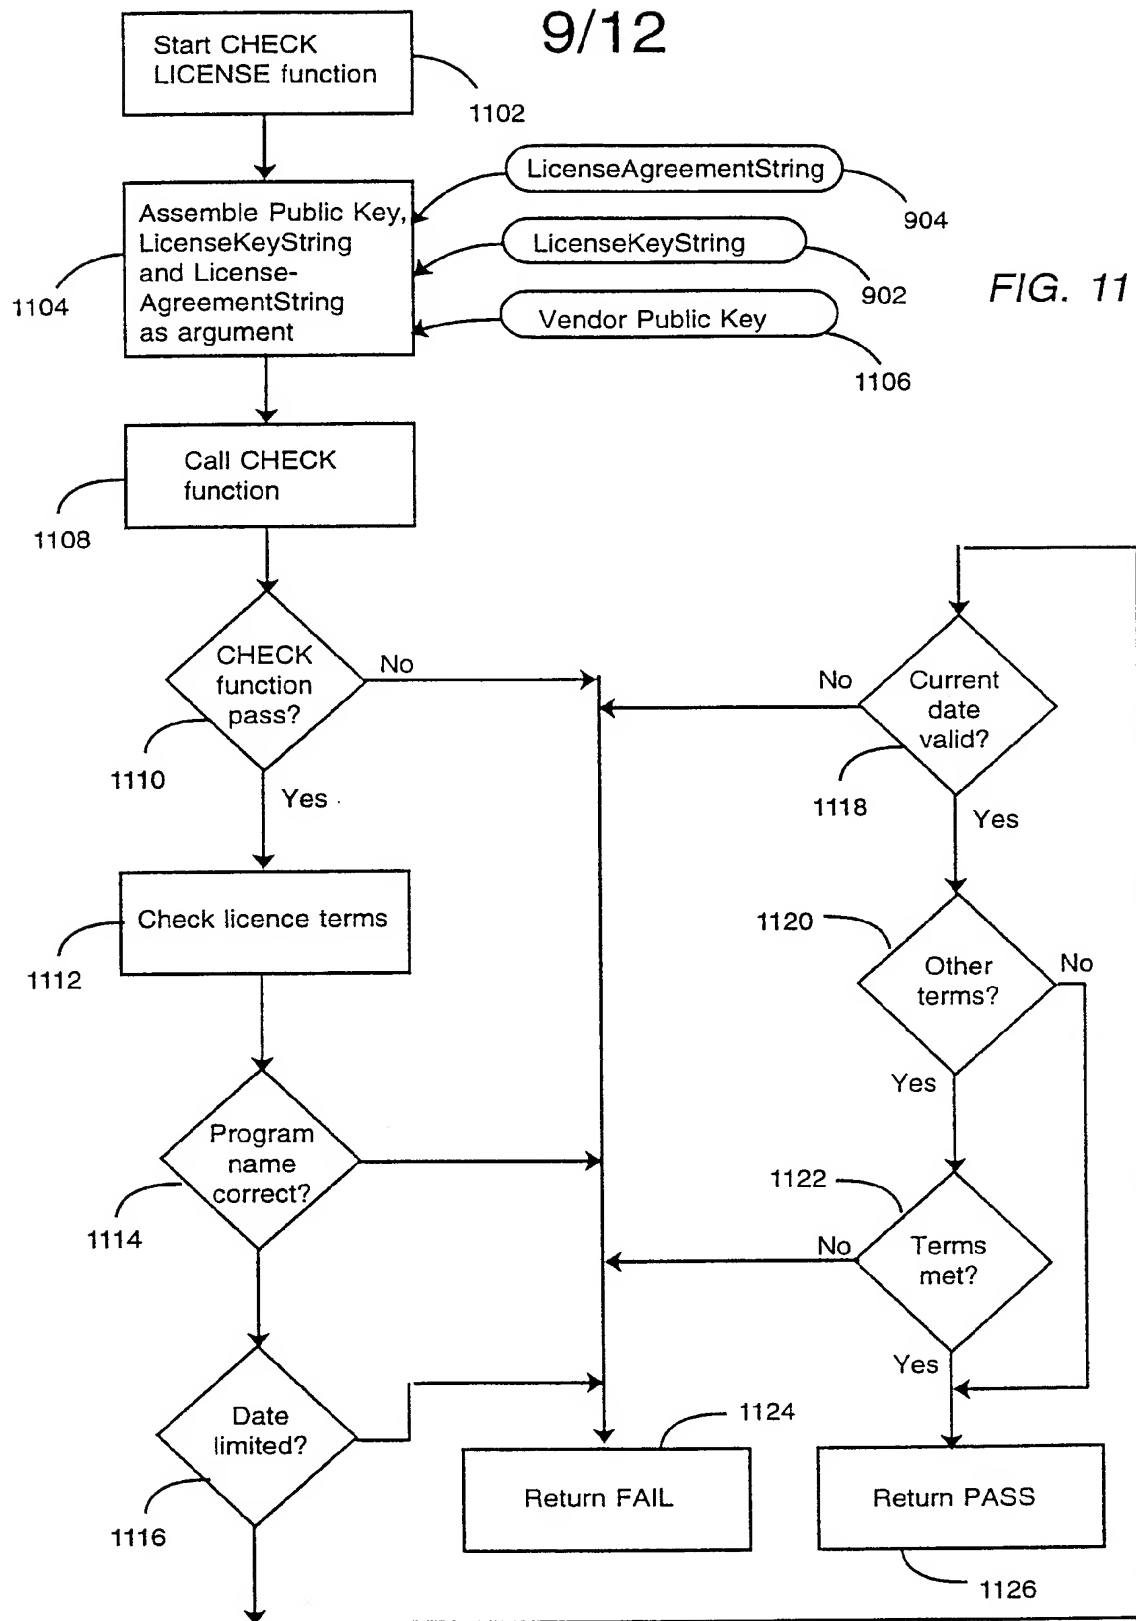 9/12
Start CHECK
LICENSE function
1102
LicenseAgreementString
904
Assemble Public Key,
LicenseKeyString
and License-
AgreementString
as argument
1104
LicenseKeyString
902
FIG. 11
Vendor Public Key
1106
Call CHECK
function
1108
CHECK
function
pass?
No
1110
Yes
No
Current
date
valid?
1118
Yes
Check licence terms
1112
1120
Other
terms?
No
Yes
Program
name
correct?
1114
1122
No
Terms
met?
Yes
Date
limited?
1116
1124
Return FAIL
Return PASS
1126